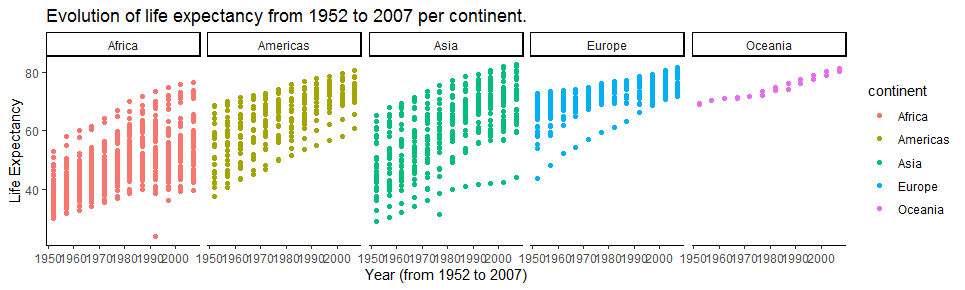 Evolution of life expectancy from 1952 to 2007 per continent.
Africa
Americas
Asia
Europe
Oceania
Life Expectancy
80
60
40
1950 1960 1970 1980 1990 2000 1950 1960 1970 1980 1990 2000 1950 1960 1970 1980 1990 2000 1950 1960 1970 1980 1990 2000 1950 1960 1970 1980 1990 2000
Year (from 1952 to 2007)
continent
Africa
Americas
Asia
Europe
Oceania